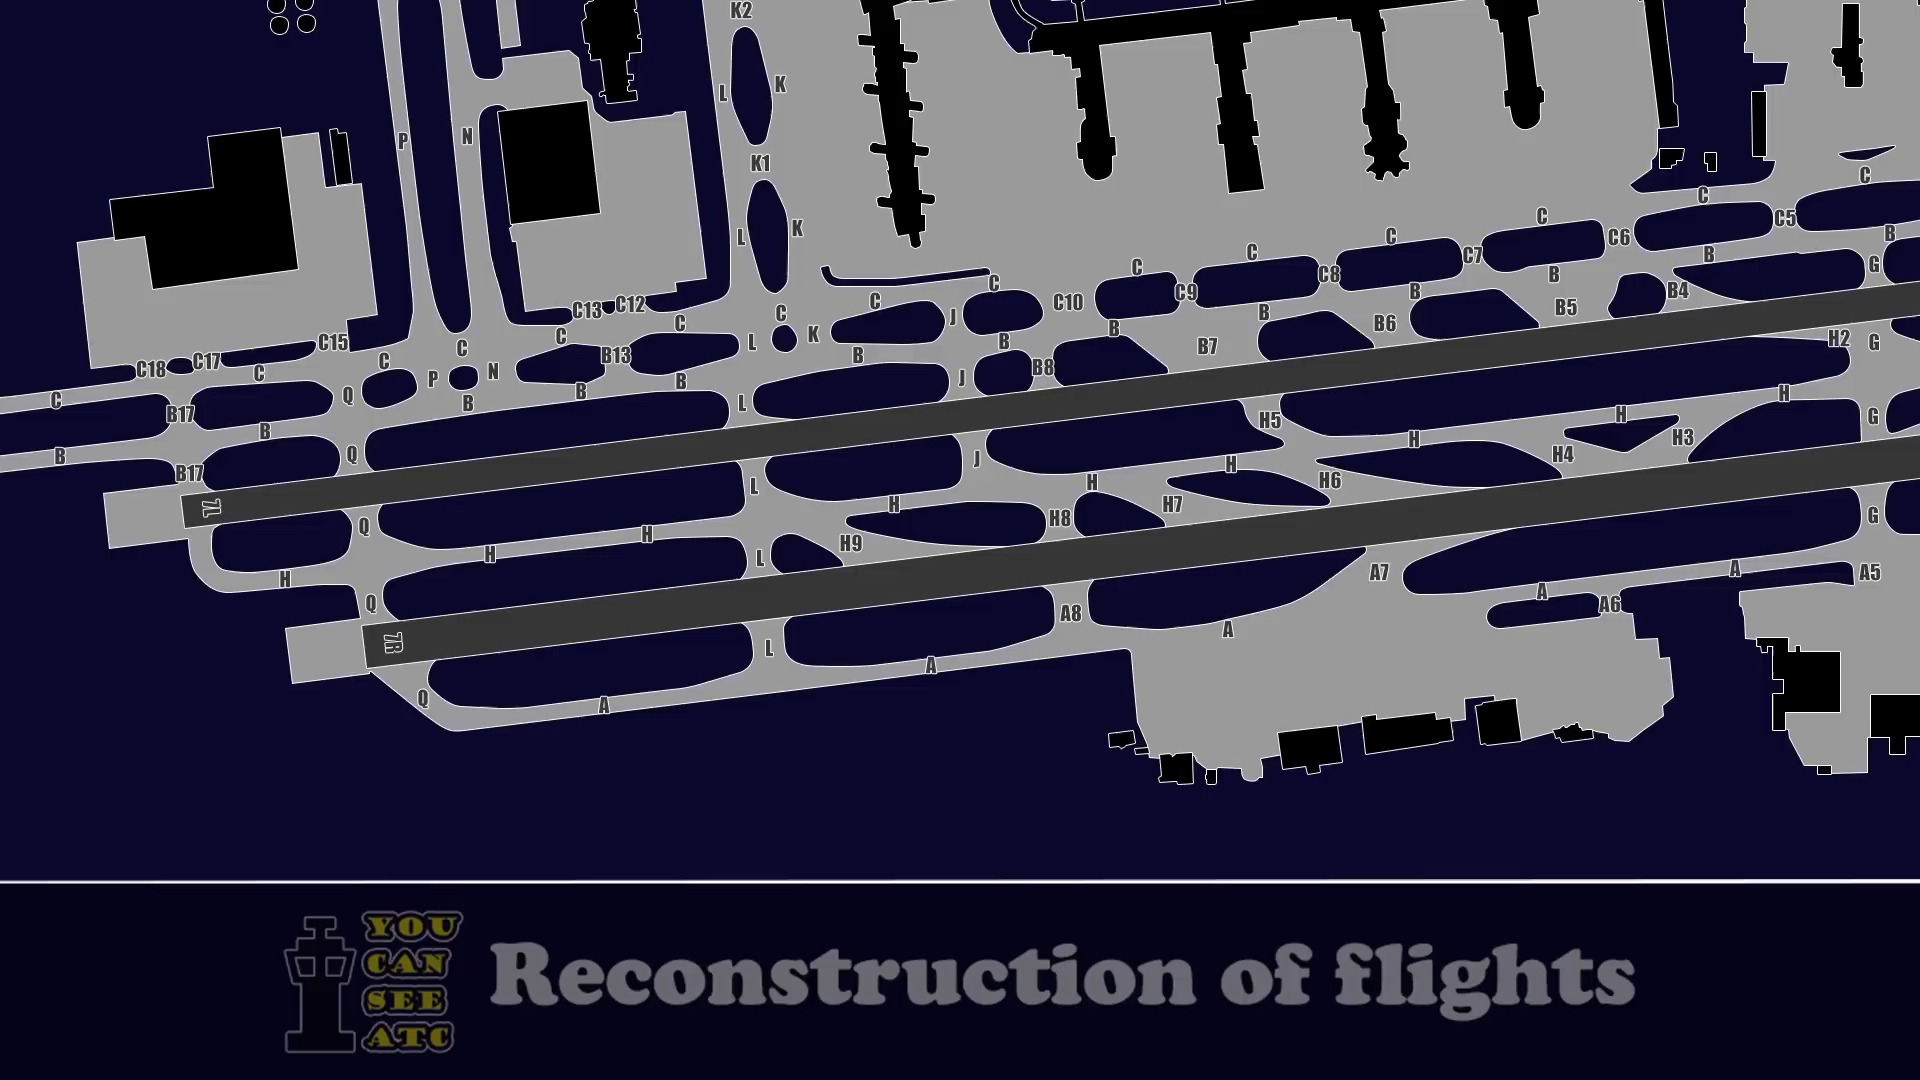 K2
L
K
P
N
K1
C
L
K
C
C
C5
C
C6
B
C
B
G
C
C7
C
B
C
C8
B4
C13
C12
C
C
C10
C9
B
B5
C
J
B
B
B6
C
C
K
B
B7
H2
G
C18
C17
C15
C
L
B
C
C
P
N
B13
J
B8
H
C
Q
B
B
B17
B
L
H5
H
G
B
B
Q
J
H
H3
B17
H
H4
L
H
H6
7L
H
H7
Q
H
H8
G
H
H
L
H9
A7
A
A5
H
Q
A
A6
7R
A8
A
L
A
Q
A
YOU
CAN
SEE
ATC
Reconstruction of flights